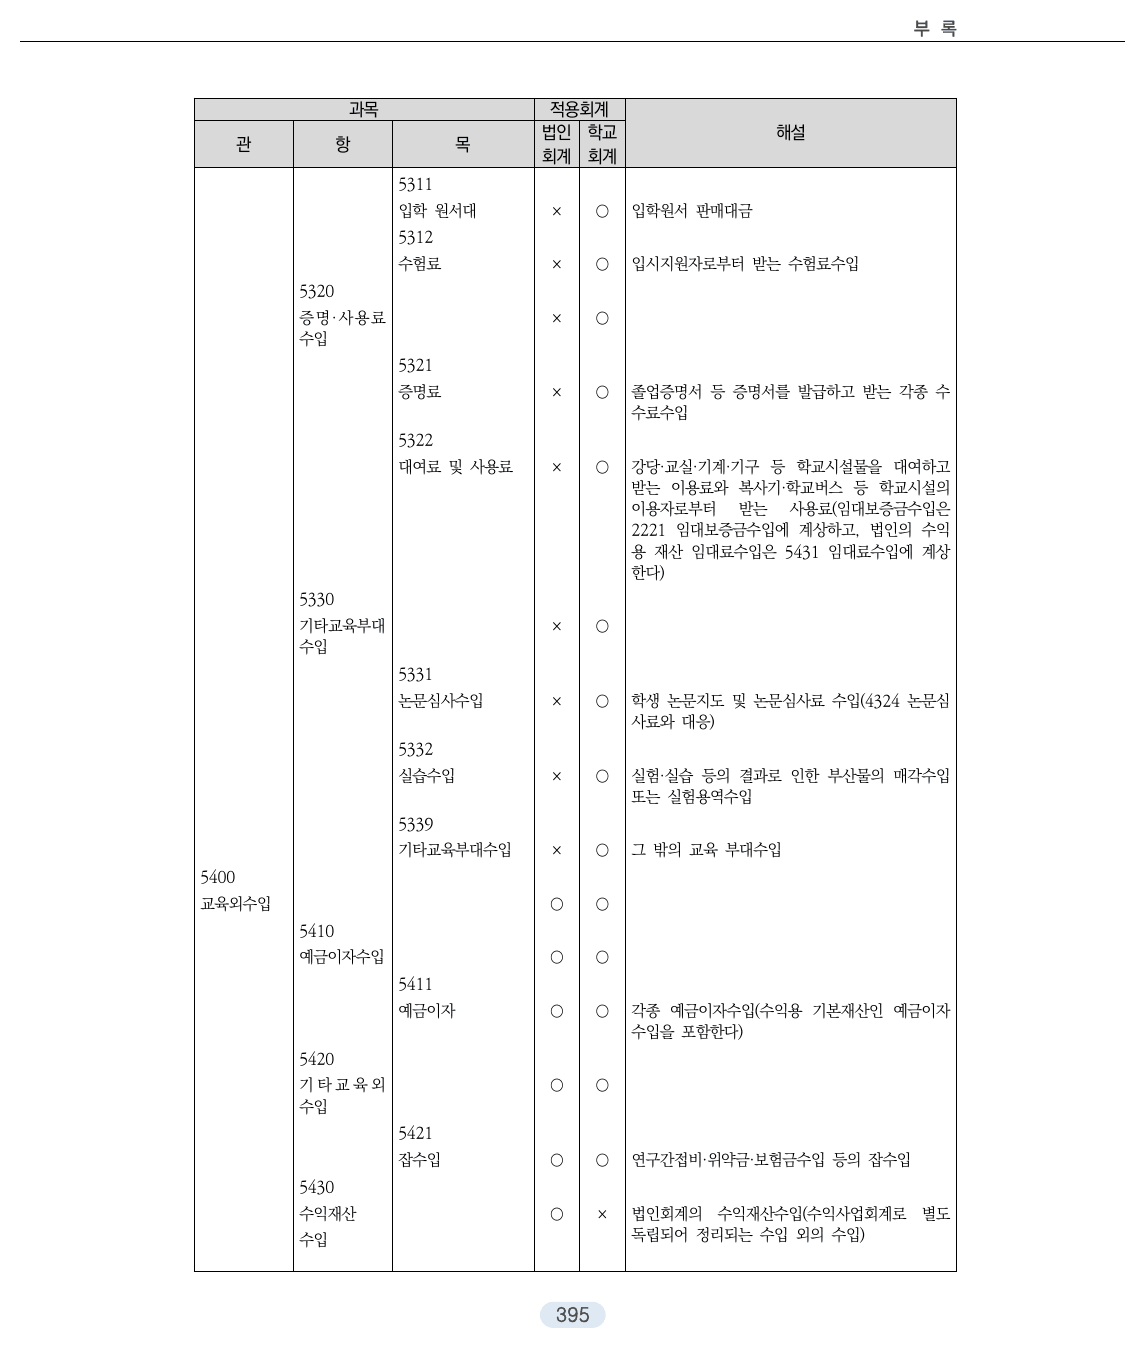 부 록
과목 적용회계 해설
관 항 목 법인 학교
회계 회계
5311
입학 원서대 × ○ 입학원서 판매대금
5312
수험료 × ○ 입시지원자로부터 받는 수험료수입
5320
증명·사용료 × ○
수입
5321
증명료 × ○ 졸업증명서 등 증명서를 발급하고 받는 각종 수
수료수입
5322
대여료 및 사용료 × ○ 강당·교실·기계·기구 등 학교시설물을 대여하고
받는 이용료와 복사기·학교버스 등 학교시설의
이용자로부터 받는 사용료(임대보증금수입은
2221 임대보증금수입에 계상하고, 법인의 수익
용 재산 임대료수입은 5431 임대료수입에 계상
한다)
5330
기타교육부대 × ○
수입
5331
논문심사수입 × ○ 학생 논문지도 및 논문심사료 수입(4324 논문심
사료와 대응)
5332
실습수입 × ○ 실험·실습 등의 결과로 인한 부산물의 매각수입
또는 실험용역수입
5339
기타교육부대수입 × ○ 그 밖의 교육 부대수입
5400
교육외수입 ○ ○
5410
예금이자수입 ○ ○
5411
예금이자 ○ ○ 각종 예금이자수입(수익용 기본재산인 예금이자
수입을 포함한다)
5420
기타교육외 ○ ○
수입
5421
잡수입 ○ ○ 연구간접비·위약금·보험금수입 등의 잡수입
5430
수익재산 ○ × 법인회계의 수익재산수입(수익사업회계로 별도
수입 독립되어 정리되는 수입 외의 수입)
395